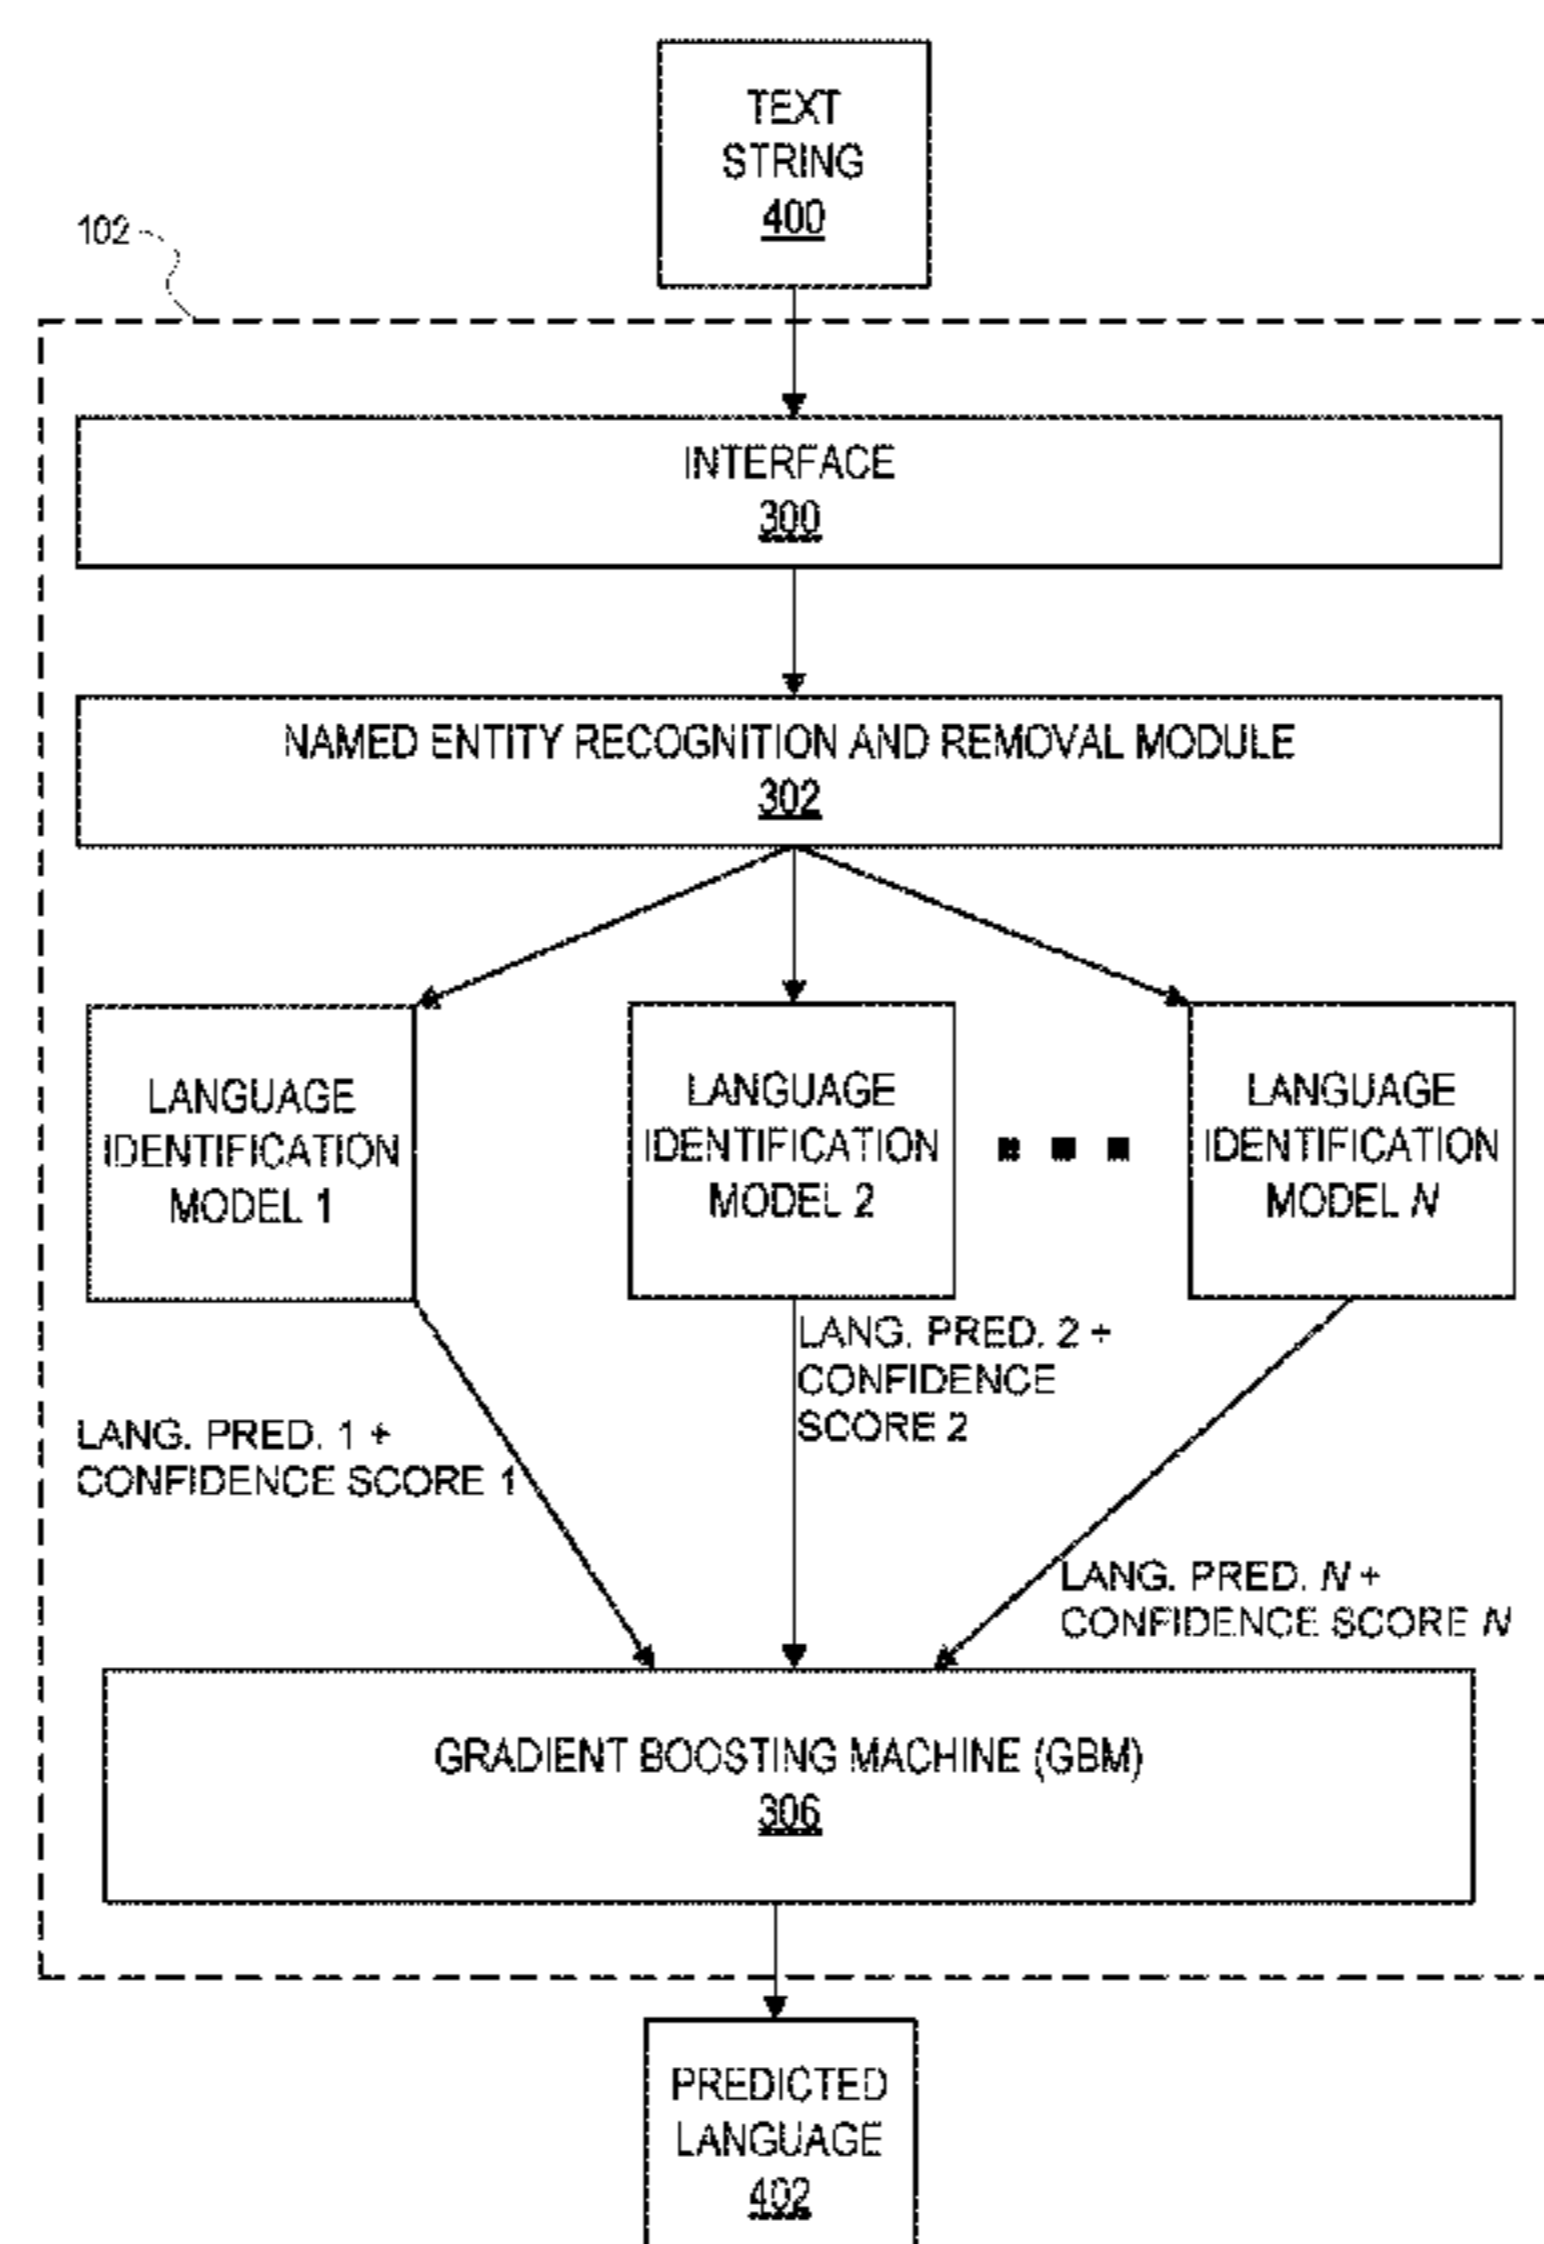 TEXT
STRING
400
102
INTERFACE
300
NAMED ENTITY RECOGNITION AND REMOVAL MODULE
302
LANGUAGE
IDENTIFICATION
MODEL 1
LANGUAGE
IDENTIFICATION
MODEL 2
LANGUAGE
IDENTIFICATION
MODEL N
LANG. PRED. 2 +
CONFIDENCE
SCORE 2
LANG. PRED. 1 +
CONFIDENCE SCORE 1
LANG. PRED. N +
CONFIDENCE SCORE N
GRADIENT BOOSTING MACHINE (GBM)
306
PREDICTED
LANGUAGE
402